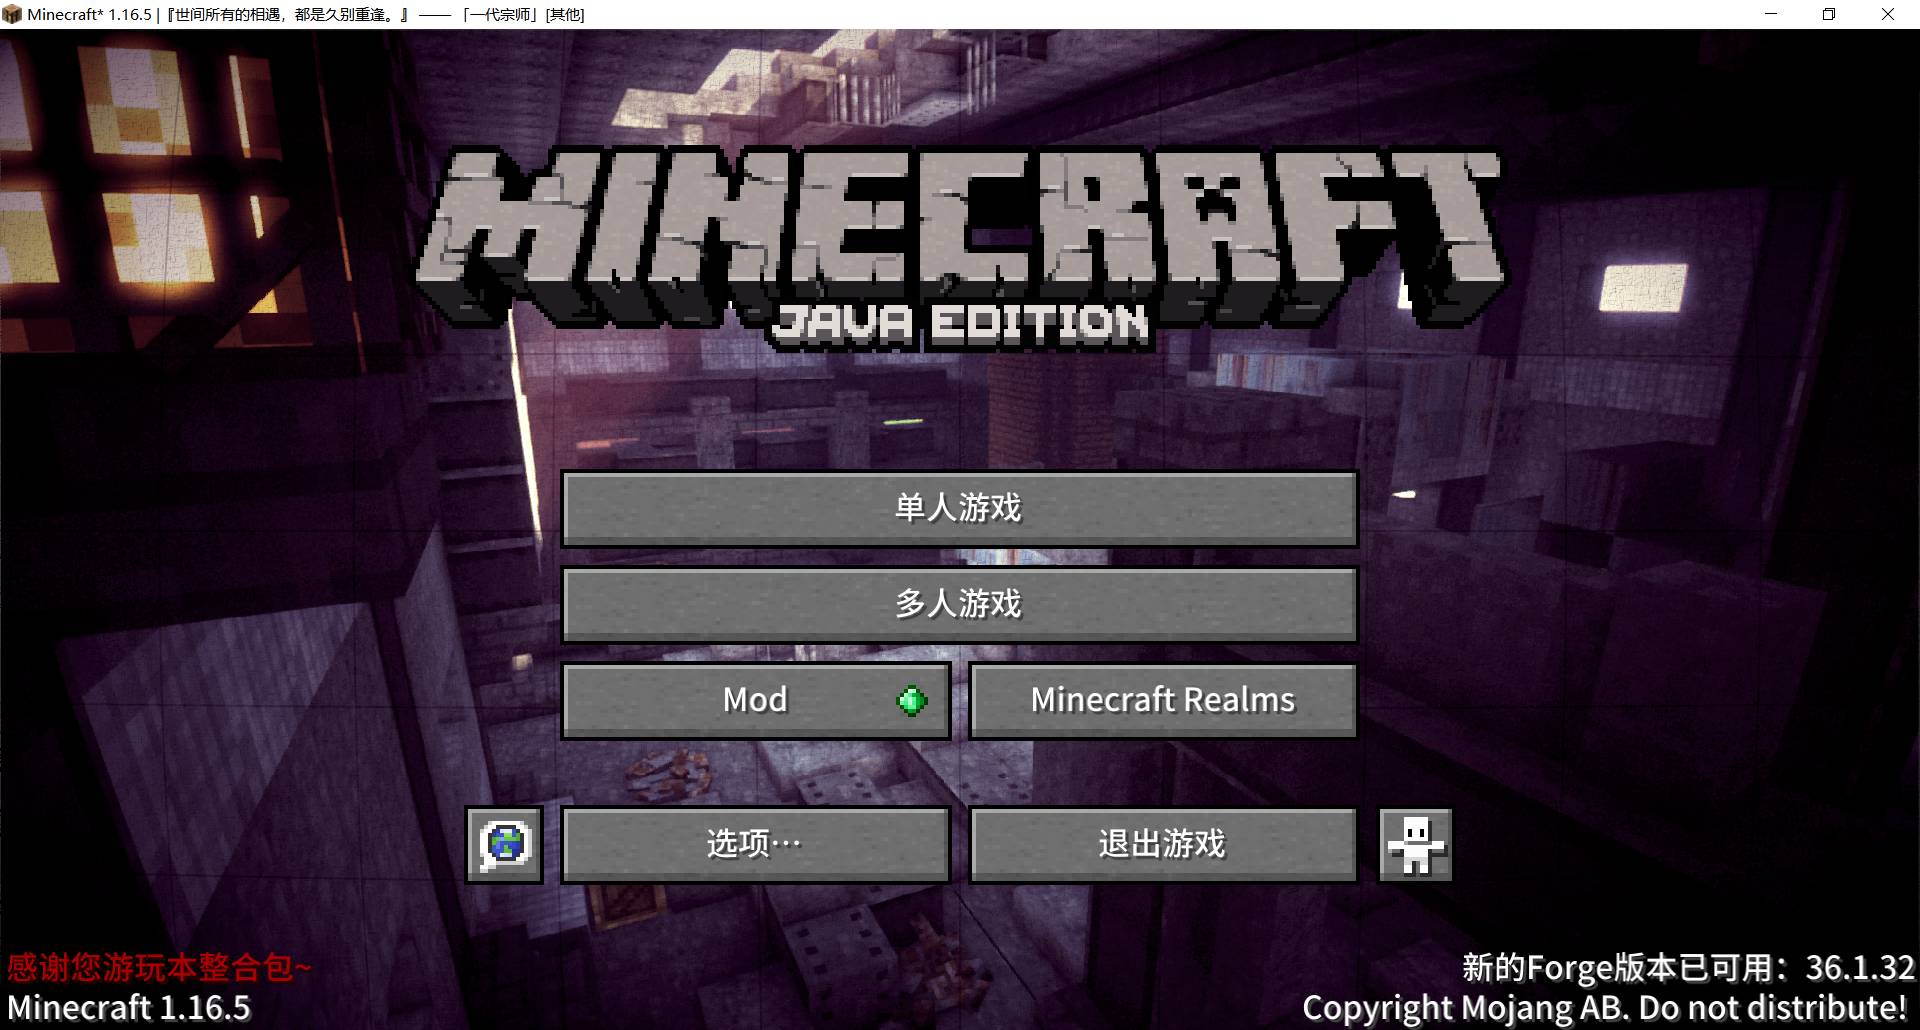 Minecraft* 1.16.5 |『世间所有的相遇，都是久别重逢。』 —— 「一代宗师」[其他]
MINECRAFT
JAVA EDITION
单人游戏
多人游戏
Mod
Minecraft Realms
选项…
退出游戏
感谢您游玩本整合包~
Minecraft 1.16.5
新的Forge版本已可用：36.1.32
Copyright Mojang AB. Do not distribute!